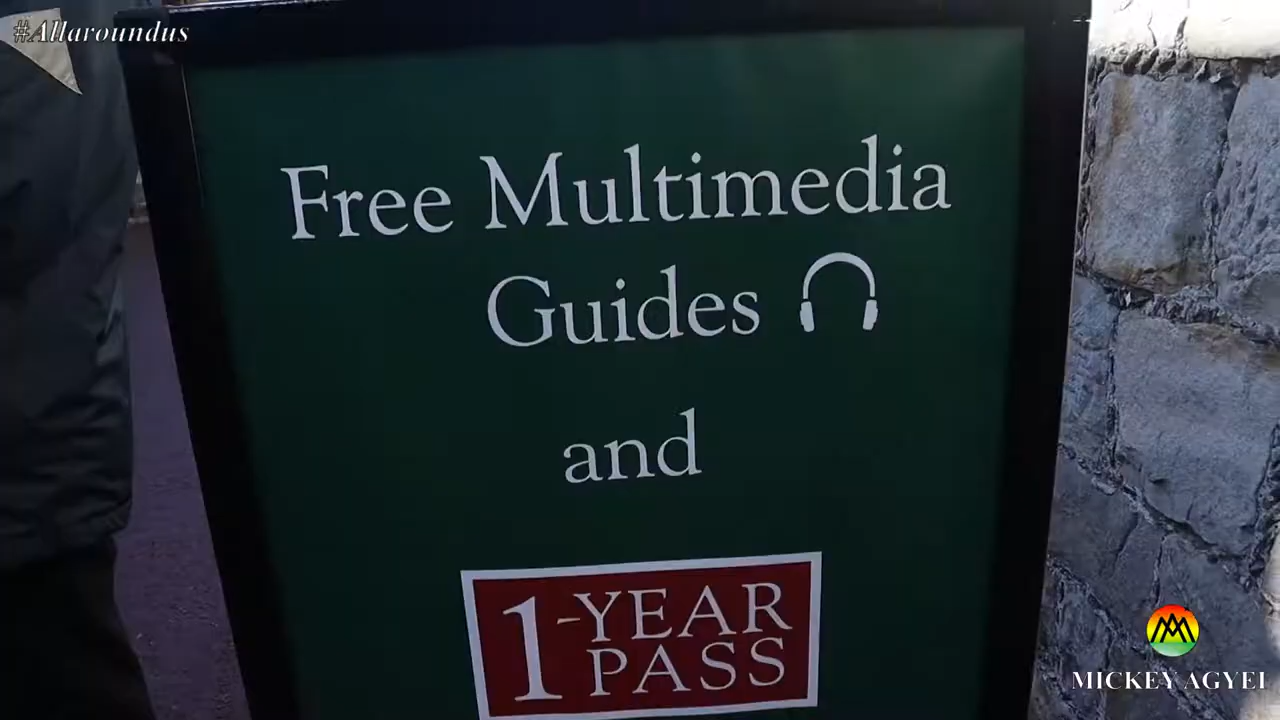 #Allaroundus
Free Multimedia
Guides
and
1-YEAR
PASS
MICKEY AGYEI